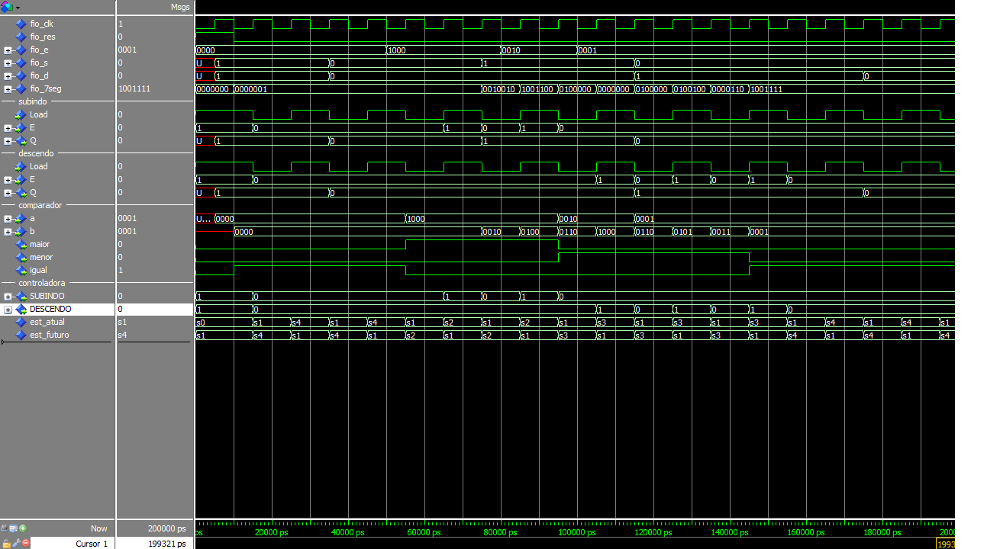 Msgs
fio_clk 1
fio_res 0
fio_e 0001 0000 1000 0010 0001
fio_s 0 U 1 0 1 0
fio_d 0 U 1 0 1 0
fio_7seg 1001111 0000000 0000001 0010010 1001100 0100000 0000000 0100000 0100100 0000110 1001111
subindo
Load 0
E 0 1 0 1 0 1 0
Q 0 U 1 0 1 0
descendo
Load 0
E 0 1 0 1 0 1 0 1 0
Q 0 U 1 0 1 0
comparador
a 0001 U... 0000 1000 0010 0001
b 0001 0000 0010 0100 0110 1000 0110 0101 0011 0001
maior 0
menor 0
igual 1
controladora
SUBINDO 0 1 0 1 0 1 0
DESCENDO 0 1 0 1 0 1 0 1 0
est_atual s1 s0 s1 s4 s1 s4 s1 s2 s1 s2 s1 s3 s1 s3 s1 s3 s1 s4 s1 s4 s1
est_futuro s4 s1 s4 s1 s4 s1 s2 s1 s2 s1 s3 s1 s3 s1 s3 s1 s4 s1 s4 s1 s4
Now 200000 ps ps 20000 ps 40000 ps 60000 ps 80000 ps 100000 ps 120000 ps 140000 ps 160000 ps 180000 ps 2000
Cursor 1 199321 ps 1993